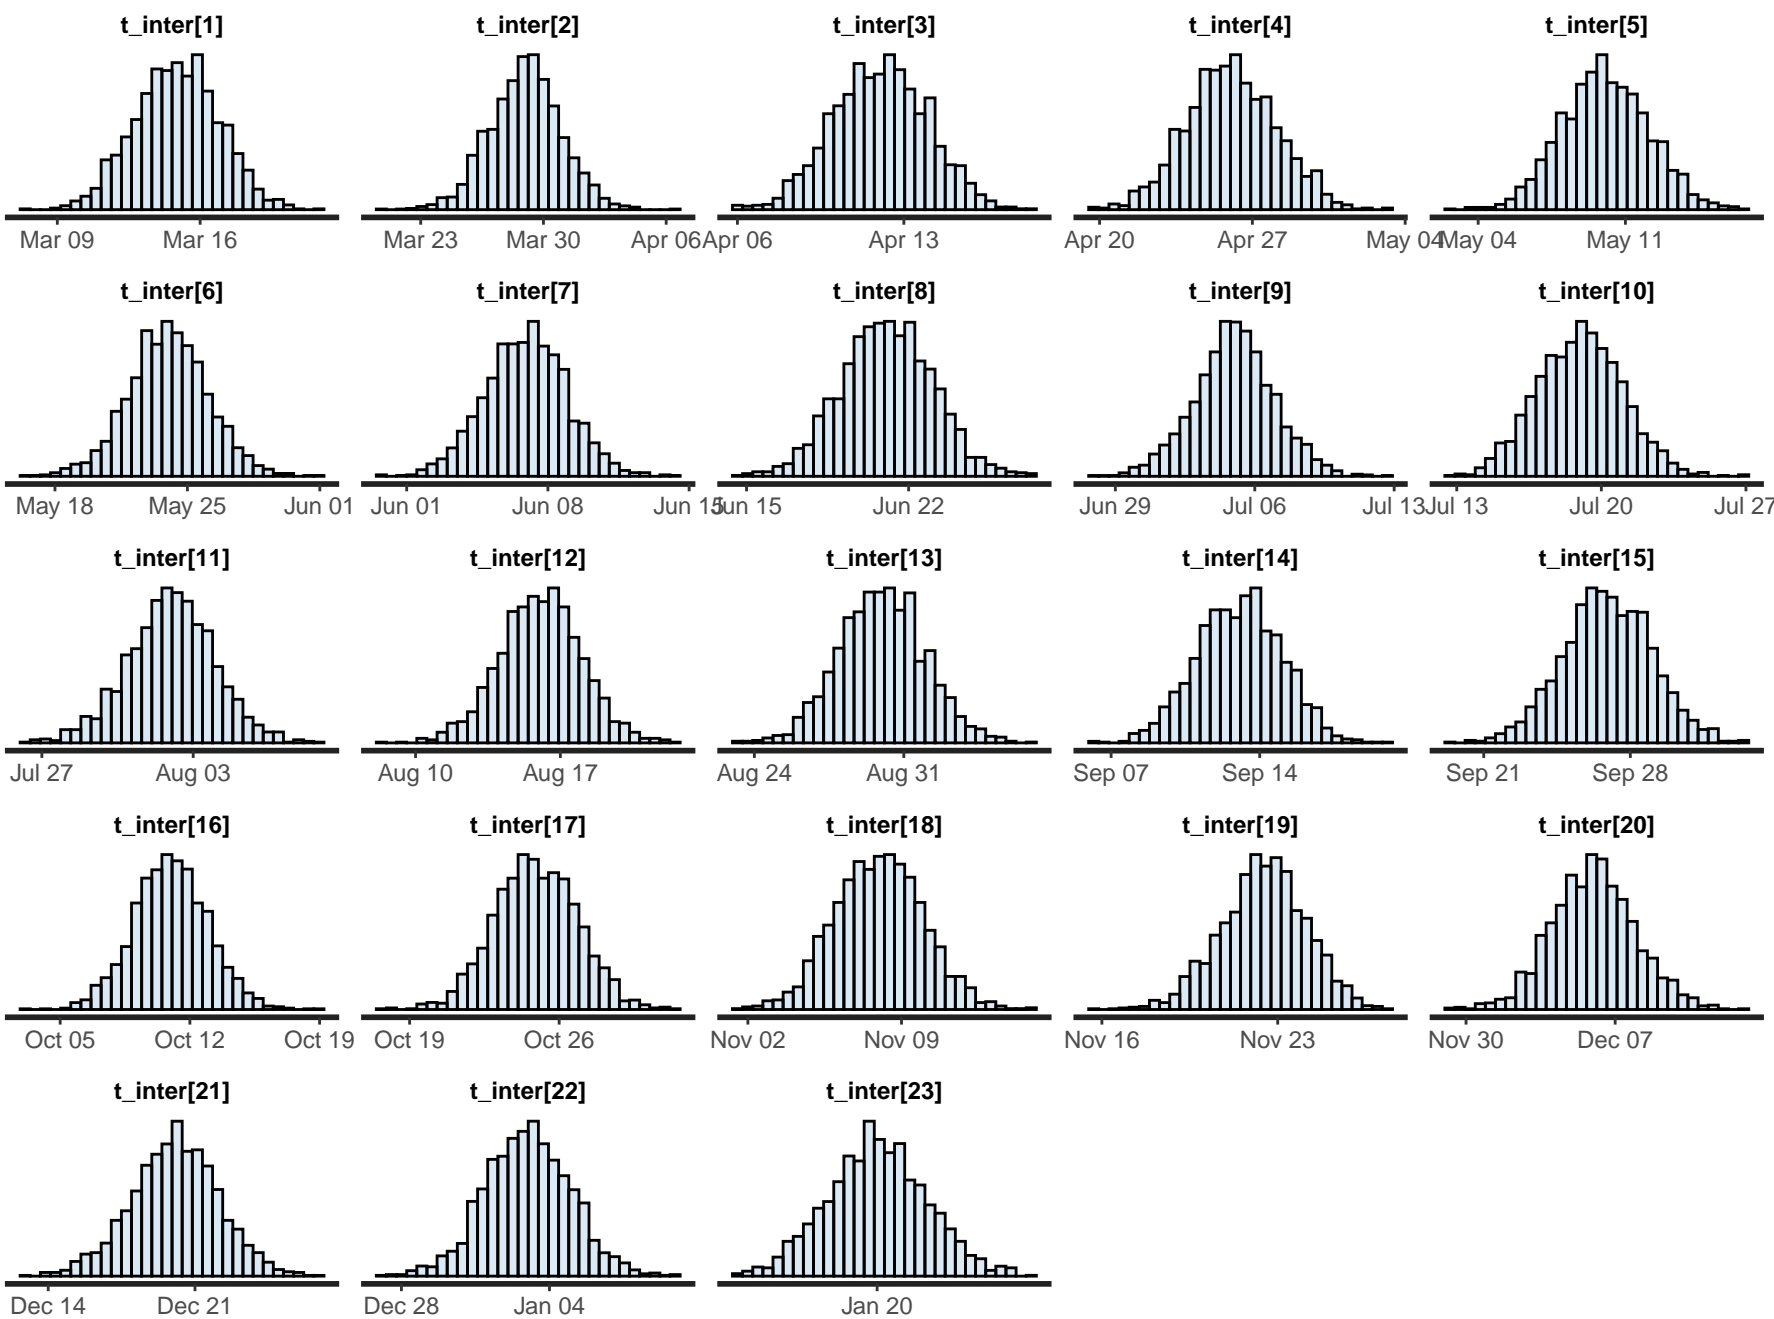 t_inter[1] t_inter[2] t_inter[3] t_inter[4] t_inter[5]
Mar 09 Mar 16 Mar 23 Mar 30 Apr 06 Apr 06 Apr 13 Apr 20 Apr 27 May 04 May 04 May 11
t_inter[6] t_inter[7] t_inter[8] t_inter[9] t_inter[10]
May 18 May 25 Jun 01 Jun 01 Jun 08 Jun 15 Jun 15 Jun 22 Jun 29 Jul 06 Jul 13 Jul 13 Jul 20 Jul 27
t_inter[11] t_inter[12] t_inter[13] t_inter[14] t_inter[15]
Jul 27 Aug 03 Aug 10 Aug 17 Aug 24 Aug 31 Sep 07 Sep 14 Sep 21 Sep 28
t_inter[16] t_inter[17] t_inter[18] t_inter[19] t_inter[20]
Oct 05 Oct 12 Oct 19 Oct 19 Oct 26 Nov 02 Nov 09 Nov 16 Nov 23 Nov 30 Dec 07
t_inter[21] t_inter[22] t_inter[23]
Dec 14 Dec 21 Dec 28 Jan 04 Jan 20